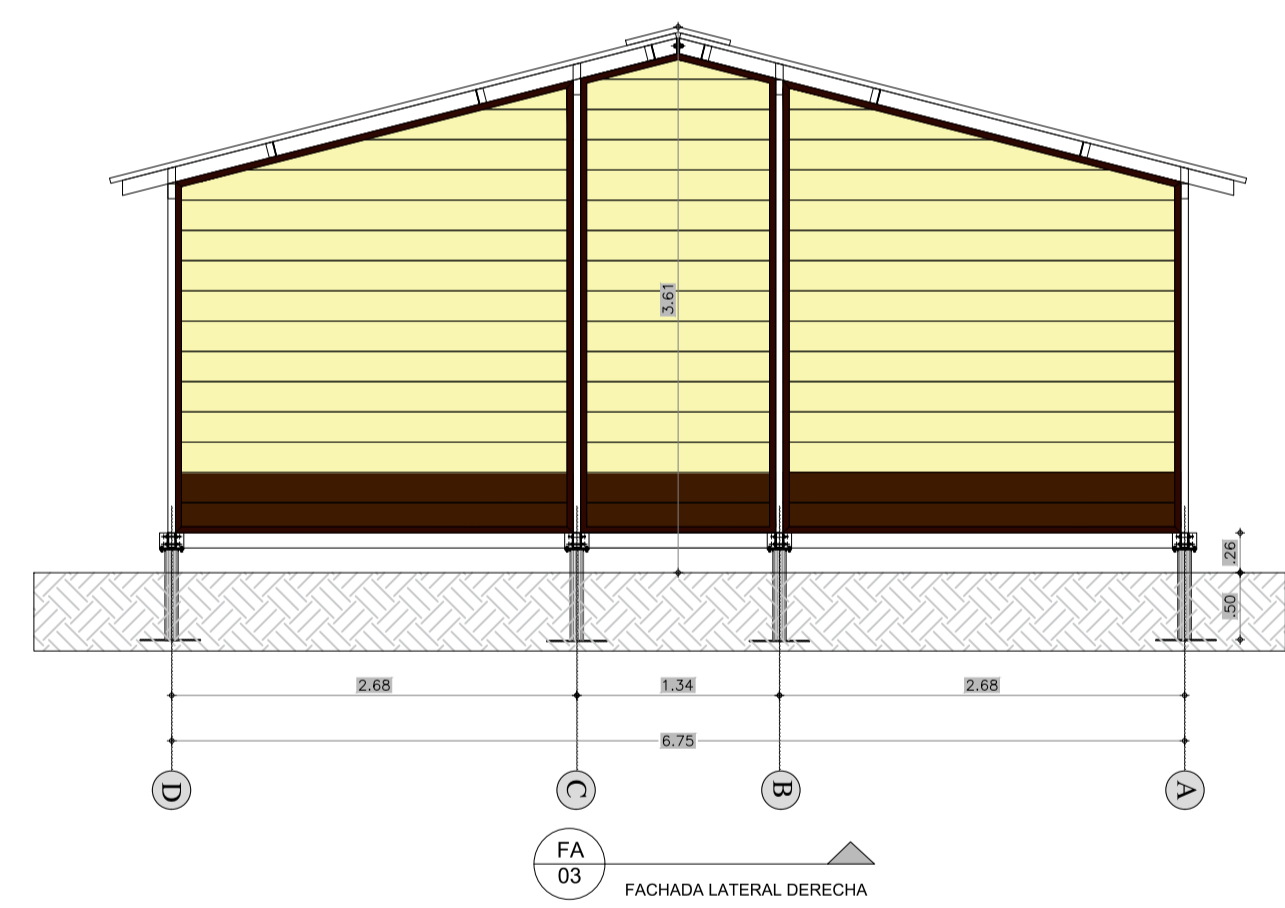 3.61
.26
.50
2.68
1.34
2.68
6.75
D
C
B
A
FA
03
FACHADA LATERAL DERECHA